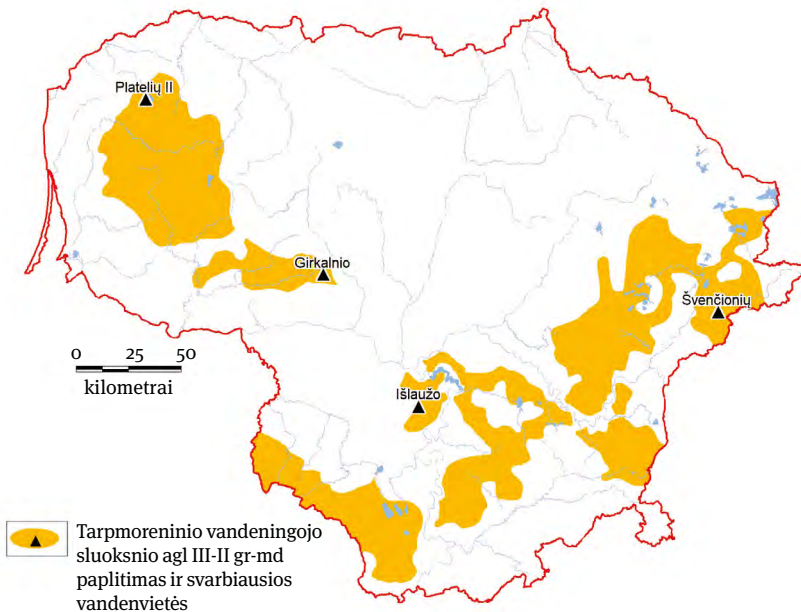 Platelių II
Girkalnio
Švenčionių
0 25 50
kilometrai
Išlaužo
Tarpmoreninio vandeningojo
sluoksnio agl III-II gr-md
paplitimas ir svarbiausios
vandenvietės